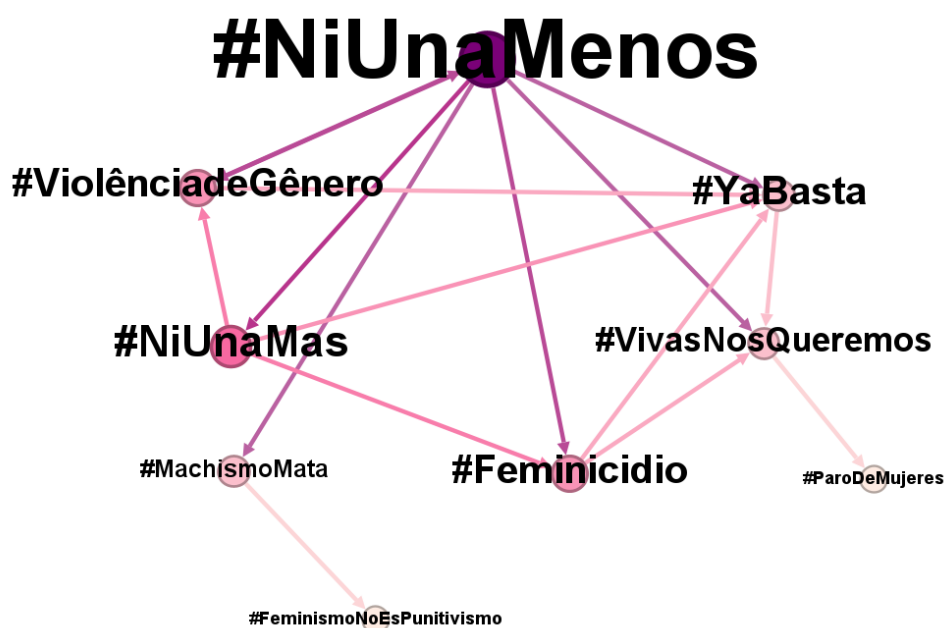 #NiUnaMenos
#ViolênciadeGênero
#YaBasta
#NiUnaMas
#VivasNosQueremos
#MachismoMata
#Feminicidio
#ParoDeMujeres
#FeminismoNoEsPunitivismo